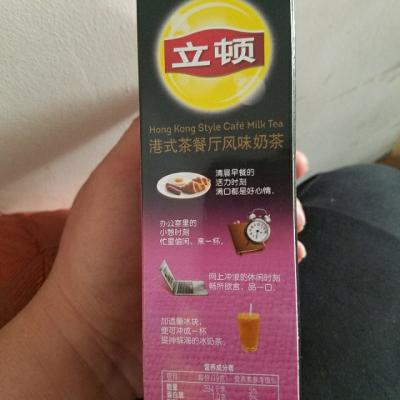 立顿
Hong Kong Style Café Milk Tea
港式茶餐厅风味奶茶
清晨早餐的
活力时刻
满口都是好心情。
办公室里的
小憩时刻
忙里偷闲，来一杯。
网上冲浪的休闲时刻
畅所欲言，品一口。
加适量冰块，
便可冲成一杯
提神解渴的冰奶茶。
营养成分表
能量